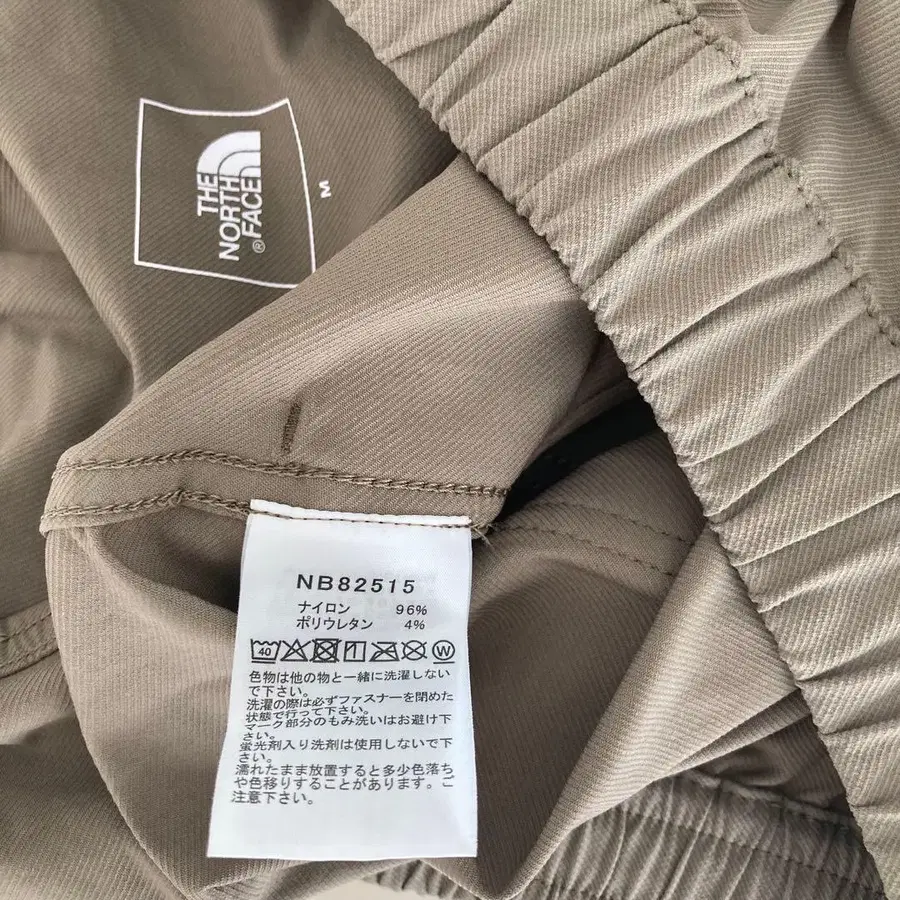 THE
NORTH
FACE®
M
NB82515
ナイロン 96%
ポリウレタン 4%
40
W
色物は他の物と一緒に洗濯しない
で下さい。
洗濯の際は必ずファスナーを閉めた
状態で行って下さい。
マーク部分のもみ洗いはお避け下
さい。
蛍光剤入り洗剤は使用しないで下
さい。
濡れたまま放置すると多少色落ち
や色移りすることがあります。ご
注意下さい。